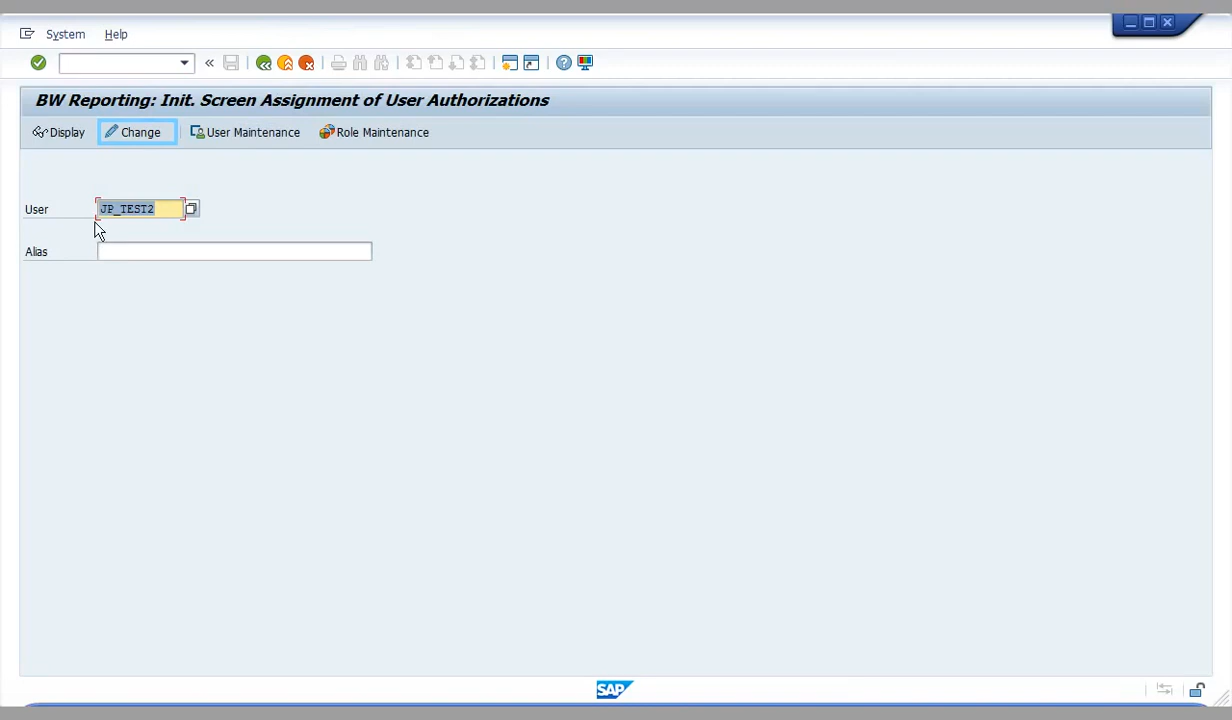 System Help
BW Reporting: Init. Screen Assignment of User Authorizations
Display Change User Maintenance Role Maintenance
User JP_TEST2
Alias
SAP